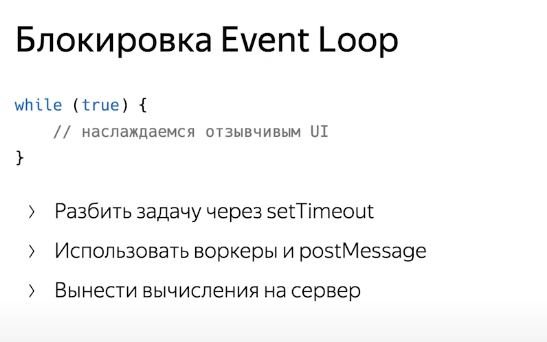 Блокировка Event Loop
while (true) {
// наслаждаемся отзывчивым UI
}
> Разбить задачу через setTimeout
> Использовать воркеры и postMessage
> Вынести вычисления на сервер